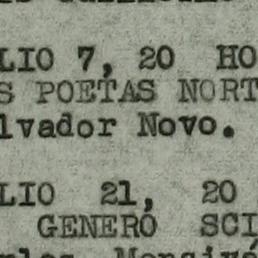 LIO 7, 20 HO
S POETAS NORT
lvador Novo.
LIO 21, 20
GENERO SCI